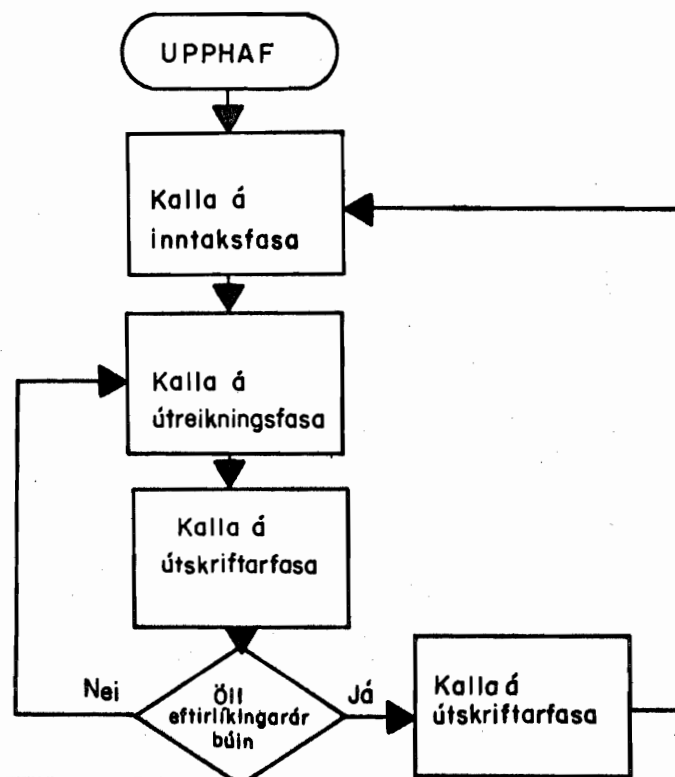 UPPHAF
Kalla á
inntaksfasa
Kalla á
útreikningsfasa
Kalla á
útskriftarfasa
Nei
Öll
eftirlíkingarár
búin
Já
Kalla á
útskriftarfasa